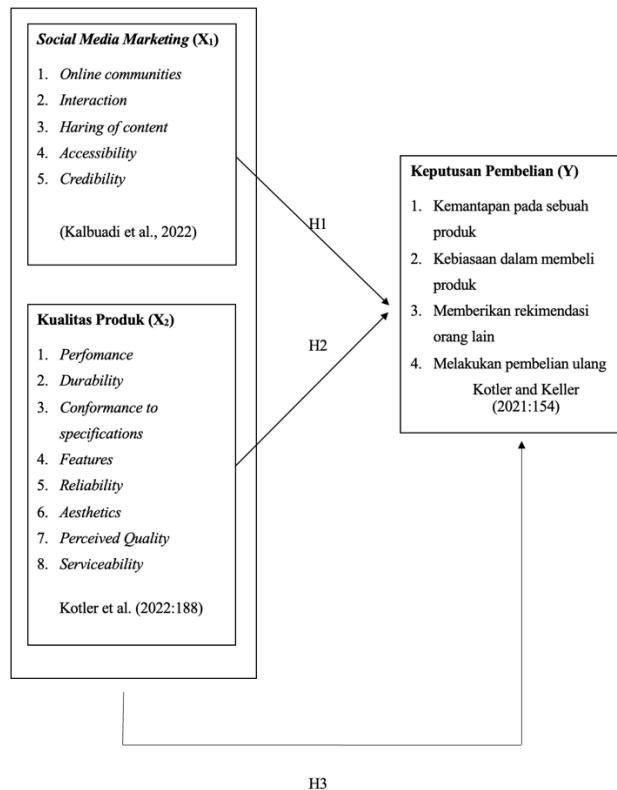 Social Media Marketing (X₁)
1. Online communities
2. Interaction
3. Haring of content
4. Accessibility
5. Credibility
(Kalbuadi et al., 2022)
H1
Keputusan Pembelian (Y)
1. Kemantapan pada sebuah
produk
2. Kebiasaan dalam membeli
produk
3. Memberikan rekimendasi
orang lain
4. Melakukan pembelian ulang
Kotler and Keller
(2021:154)
Kualitas Produk (X₂)
1. Perfomance
2. Durability
3. Conformance to
specifications
4. Features
5. Reliability
6. Aesthetics
7. Perceived Quality
8. Serviceability
Kotler et al. (2022:188)
H2
H3